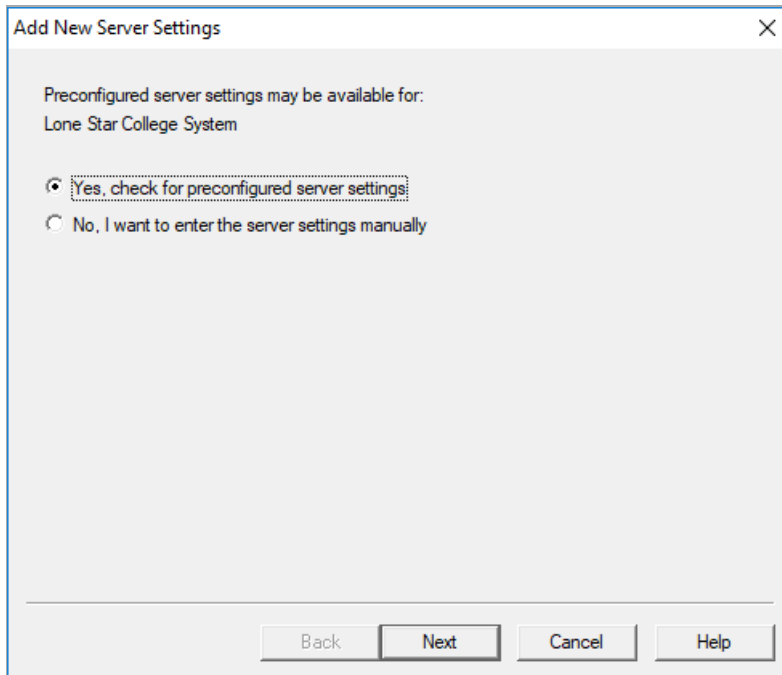 Add New Server Settings
Preconfigured server settings may be available for:
Lone Star College System
Yes, check for preconfigured server settings
No, I want to enter the server settings manually
Back Next Cancel Help